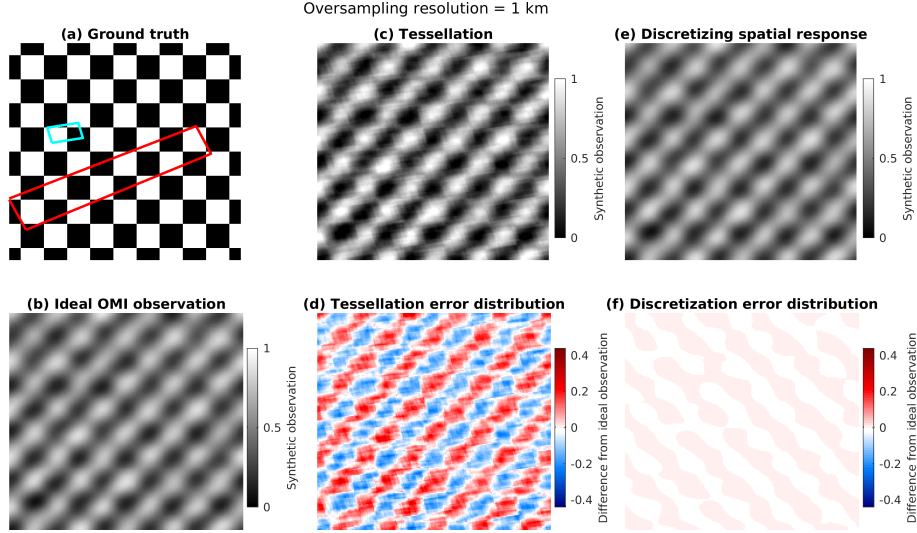 Oversampling resolution = 1 km
(a) Ground truth
(c) Tessellation
1
0.5
0
Synthetic observation
(e) Discretizing spatial response
1
0.5
0
Synthetic observation
(b) Ideal OMI observation
1
0.5
0
Synthetic observation
(d) Tessellation error distribution
0.4
0.2
0
-0.2
-0.4
Difference from ideal observation
(f) Discretization error distribution
0.4
0.2
0
-0.2
-0.4
Difference from ideal observation